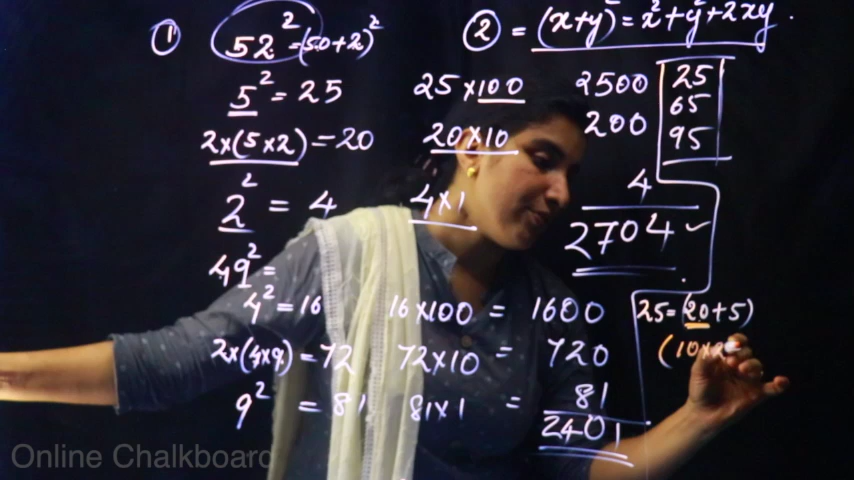 ① 52² = (50+2)²
② = (x+y)² = x²+y²+2xy.
5² = 25   25×100   2500
2×(5×2) = 20   20×10   200
2² = 4   4×1   4
2704 ✓
49² =
4² = 16   16×100 = 1600
2×(4×9) = 72   72×10 = 720
9² = 81   81×1 = 81
2401
25
65
95
25 = (20+5)
(10×2
Online Chalkboard